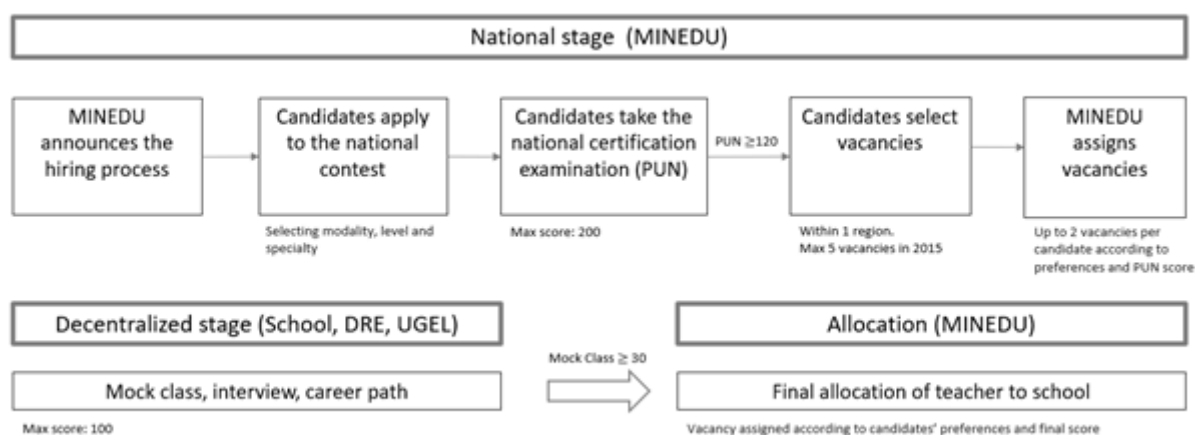 National stage (MINEDU)
MINEDU
announces the
hiring process
Candidates apply
to the national
contest
Selecting modality, level and
specialty
Candidates take the
national certification
examination (PUN)
Max score: 200
PUN ≥120
Candidates select
vacancies
Within 1 region.
Max 5 vacancies in 2015
MINEDU
assigns
vacancies
Up to 2 vacancies per
candidate according to
preferences and PUN score
Decentralized stage (School, DRE, UGEL)
Mock class, interview, career path
Max score: 100
Mock Class ≥ 30
Allocation (MINEDU)
Final allocation of teacher to school
Vacancy assigned according to candidates' preferences and final score